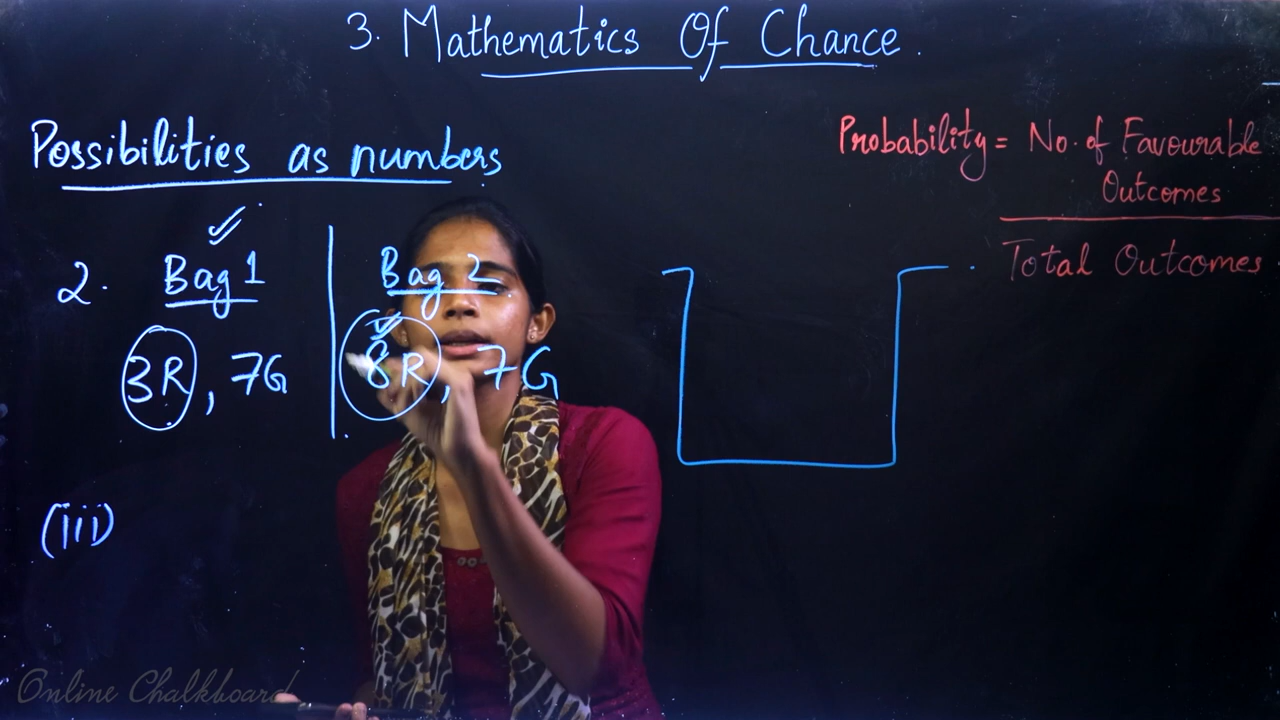 3. Mathematics Of Chance.
Possibilities as numbers
Probability = No. of Favourable
Outcomes
Total Outcomes
2. Bag 1 Bag 2
3R, 7G 8R, 7G
(iii)
Online Chalkboard